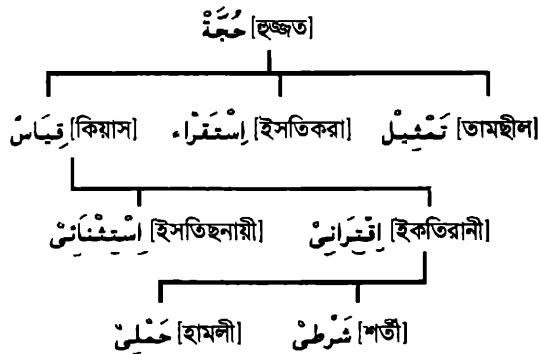 حُجَّةٌ [হুজ্জত]
قِيَاسٌ [কিয়াস] اِسْتَقْرَاء [ইসতিকরা] تَمْثِيْلٌ [তামছীল]
اِسْتِثْنَائِىْ [ইসতিছনায়ী] اِقْتِرَانِىْ [ইকতিরানী]
حَمْلِىْ [হামলী] شَرْطِىْ [শর্তী]